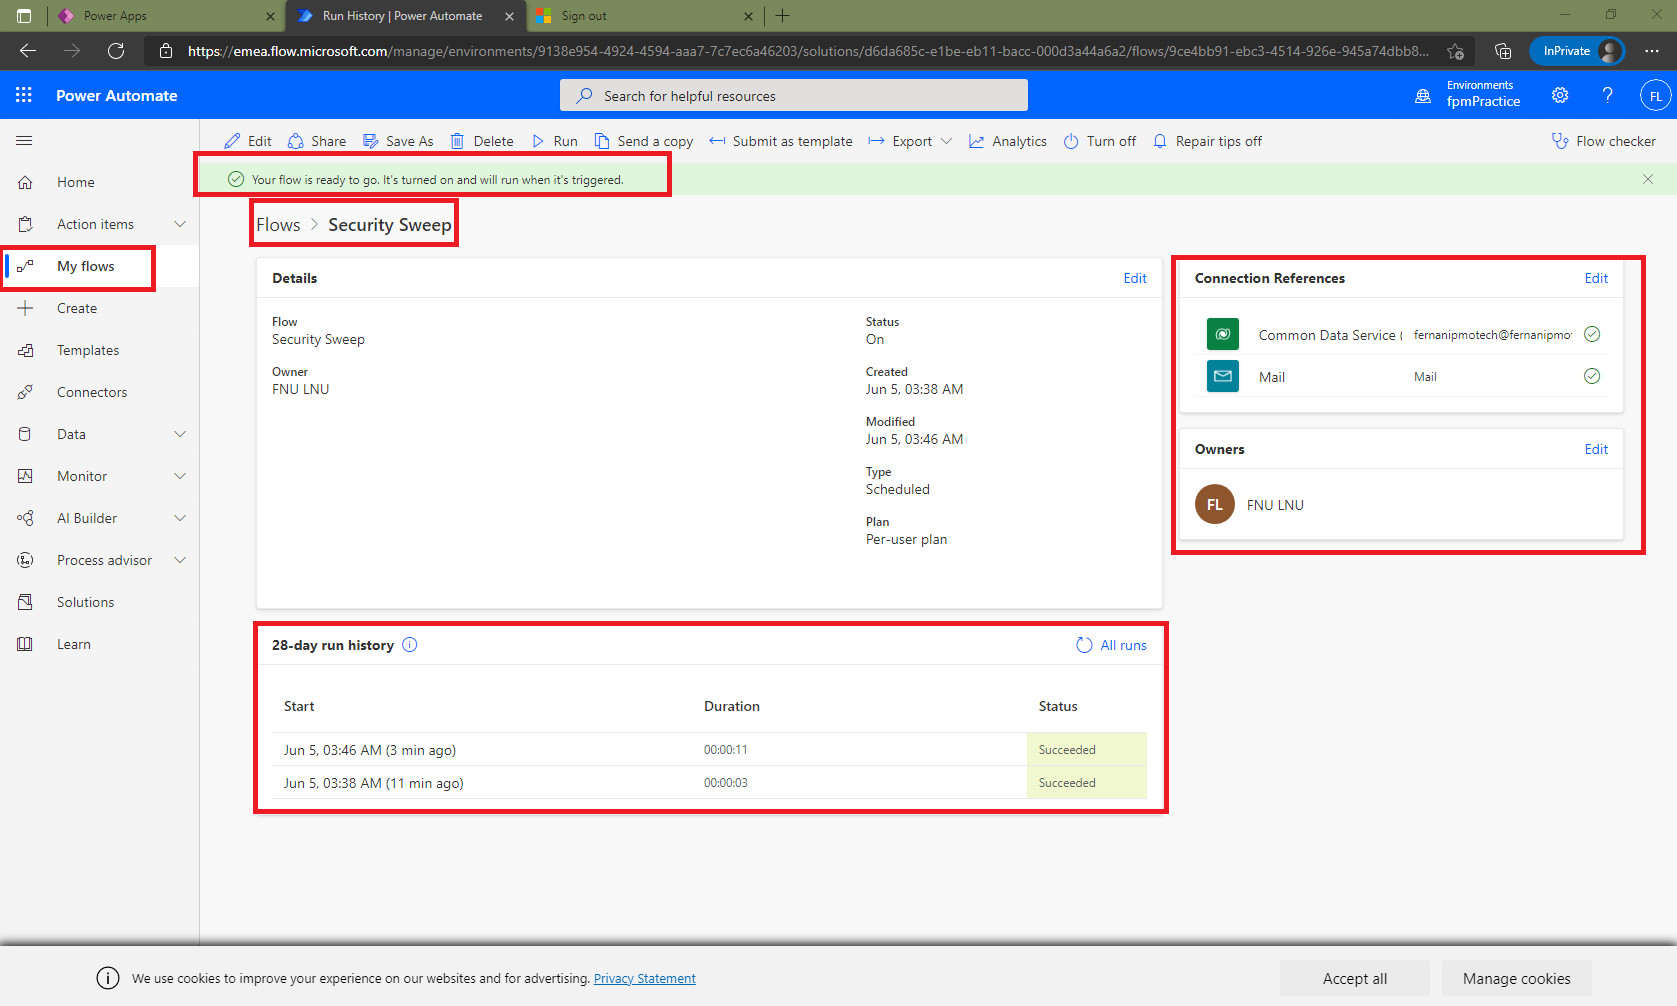 Power Apps
Run History | Power Automate
Sign out
https://emea.flow.microsoft.com/manage/environments/9138e954-4924-4594-aaa7-7c7ec6a46203/solutions/d6da685c-e1be-eb11-bacc-000d3a44a6a2/flows/9ce4bb91-ebc3-4514-926e-945a74dbb8...
InPrivate
Power Automate
Search for helpful resources
Environments
fpmPractice
FL
Edit
Share
Save As
Delete
Run
Send a copy
Submit as template
Export
Analytics
Turn off
Repair tips off
Flow checker
Your flow is ready to go. It's turned on and will run when it's triggered.
Home
Action items
My flows
Create
Templates
Connectors
Data
Monitor
AI Builder
Process advisor
Solutions
Learn
Flows > Security Sweep
Details
Edit
Flow
Security Sweep
Owner
FNU LNU
Status
On
Created
Jun 5, 03:38 AM
Modified
Jun 5, 03:46 AM
Type
Scheduled
Plan
Per-user plan
Connection References
Edit
Common Data Service (
fernanipmotech@fernanipmot
Mail
Mail
Owners
Edit
FL
FNU LNU
28-day run history
All runs
Start Duration Status
Jun 5, 03:46 AM (3 min ago) 00:00:11 Succeeded
Jun 5, 03:38 AM (11 min ago) 00:00:03 Succeeded
We use cookies to improve your experience on our websites and for advertising. Privacy Statement
Accept all
Manage cookies